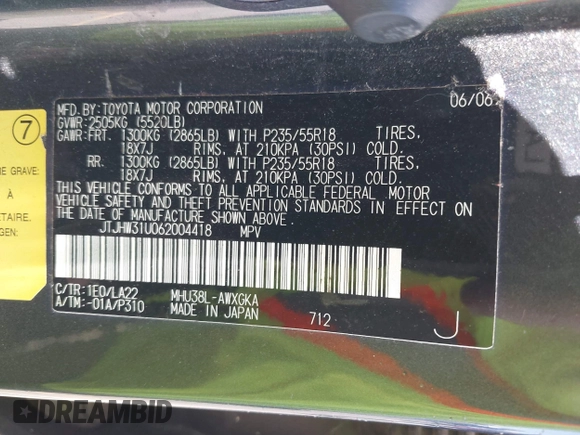 MFD.BY:TOYOTA MOTOR CORPORATION 06/06
GVWR:2505KG (5520LB)
GAWR:FRT. 1300KG (2865LB) WITH P235/55R18 TIRES,
18X7J RIMS, AT 210KPA (30PSI) COLD.
RR. 1300KG (2865LB) WITH P235/55R18 TIRES,
18X7J RIMS, AT 210KPA (30PSI) COLD.
THIS VEHICLE CONFORMS TO ALL APPLICABLE FEDERAL MOTOR
VEHICLE SAFETY AND THEFT PREVENTION STANDARDS IN EFFECT ON
THE DATE OF MANUFACTURE SHOWN ABOVE.
JTJHW31U062004418 MPV
C/TR:1E0/LA22 MHU38L-AWXGKA
A/TM:-01A/P310 MADE IN JAPAN 712 J
7
E GRAVE:
À
ÉTAIRE.
GEN:
DREAMBID